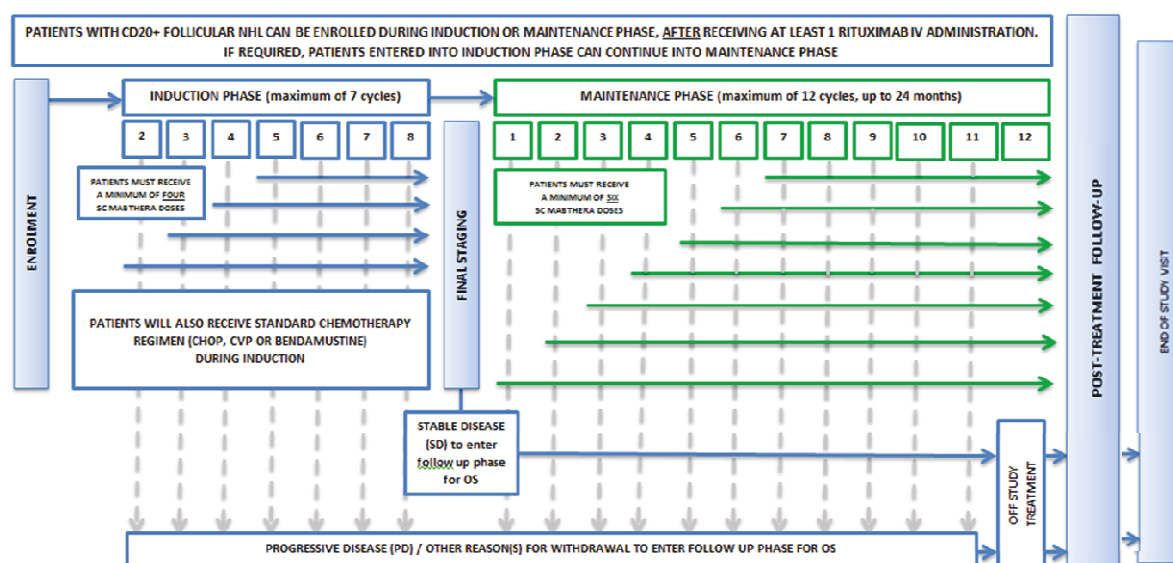 PATIENTS WITH CD20+ FOLLICULAR NHL CAN BE ENROLLED DURING INDUCTION OR MAINTENANCE PHASE, AFTER RECEIVING AT LEAST 1 RITUXIMAB IV ADMINISTRATION.
IF REQUIRED, PATIENTS ENTERED INTO INDUCTION PHASE CAN CONTINUE INTO MAINTENANCE PHASE
ENROLMENT
INDUCTION PHASE (maximum of 7 cycles)
2 3 4 5 6 7 8
PATIENTS MUST RECEIVE
A MINIMUM OF FOUR
SC MABTHERA DOSES
PATIENTS WILL ALSO RECEIVE STANDARD CHEMOTHERAPY
REGIMEN (CHOP, CVP OR BENDAMUSTINE)
DURING INDUCTION
FINAL STAGING
MAINTENANCE PHASE (maximum of 12 cycles, up to 24 months)
1 2 3 4 5 6 7 8 9 10 11 12
PATIENTS MUST RECEIVE
A MINIMUM OF SIX
SC MABTHERA DOSES
STABLE DISEASE
(SD) to enter
follow up phase
for OS
OFF STUDY
TREATMENT
PROGRESSIVE DISEASE (PD) / OTHER REASON(S) FOR WITHDRAWAL TO ENTER FOLLOW UP PHASE FOR OS
POST-TREATMENT FOLLOW-UP
END OF STUDY VISIT